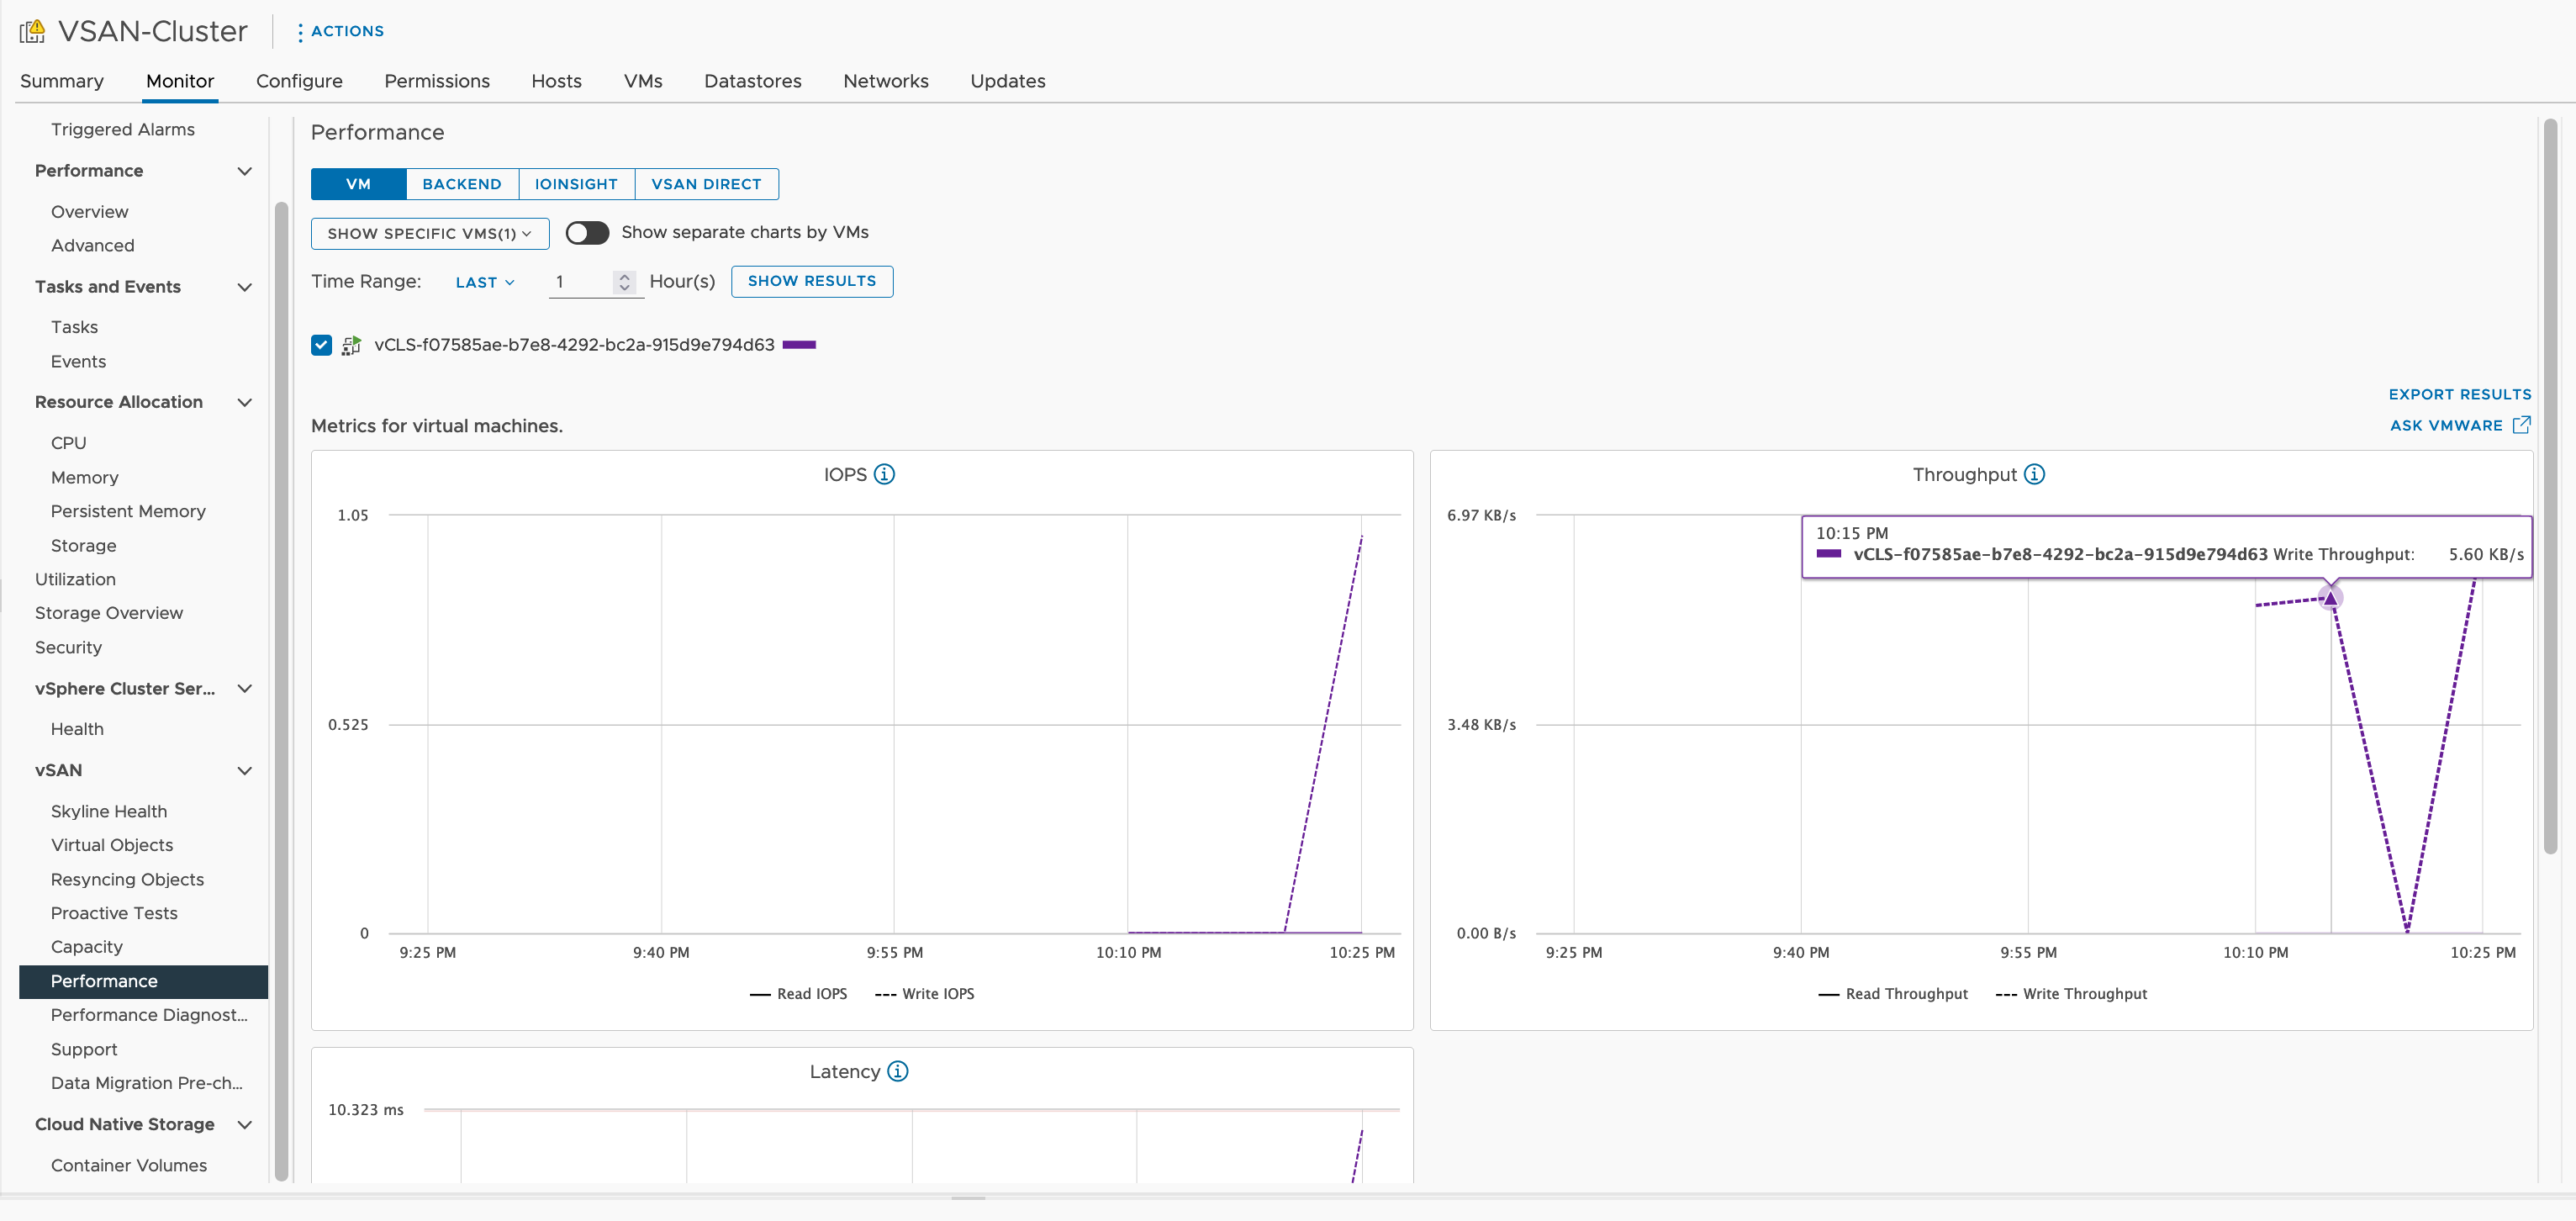 VSAN-Cluster
ACTIONS
Summary
Monitor
Configure
Permissions
Hosts
VMs
Datastores
Networks
Updates
Triggered Alarms
Performance
Overview
Advanced
Tasks and Events
Tasks
Events
Resource Allocation
CPU
Memory
Persistent Memory
Storage
Utilization
Storage Overview
Security
vSphere Cluster Ser...
Health
vSAN
Skyline Health
Virtual Objects
Resyncing Objects
Proactive Tests
Capacity
Performance
Performance Diagnost...
Support
Data Migration Pre-ch...
Cloud Native Storage
Container Volumes
Performance
VM
BACKEND
IOINSIGHT
VSAN DIRECT
SHOW SPECIFIC VMS(1)
Show separate charts by VMs
Time Range:
LAST
1
Hour(s)
SHOW RESULTS
vCLS-f07585ae-b7e8-4292-bc2a-915d9e794d63
EXPORT RESULTS
Metrics for virtual machines.
ASK VMWARE
IOPS
1.05
0.525
0
9:25 PM
9:40 PM
9:55 PM
10:10 PM
10:25 PM
Read IOPS
Write IOPS
Throughput
6.97 KB/s
10:15 PM
vCLS-f07585ae-b7e8-4292-bc2a-915d9e794d63 Write Throughput: 5.60 KB/s
3.48 KB/s
0.00 B/s
9:25 PM
9:40 PM
9:55 PM
10:10 PM
10:25 PM
Read Throughput
Write Throughput
Latency
10.323 ms